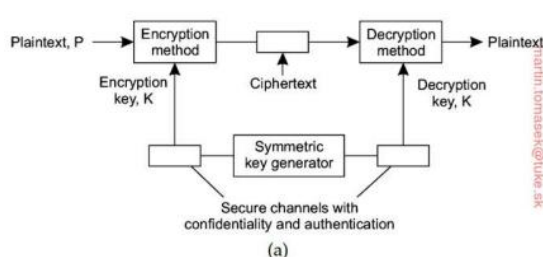 Plaintext, P
Encryption
method
Decryption
method
Plaintext
Encryption
key, K
Ciphertext
Decryption
key, K
Symmetric
key generator
Secure channels with
confidentiality and authentication
(a)
martin.tomasek@tuke.sk